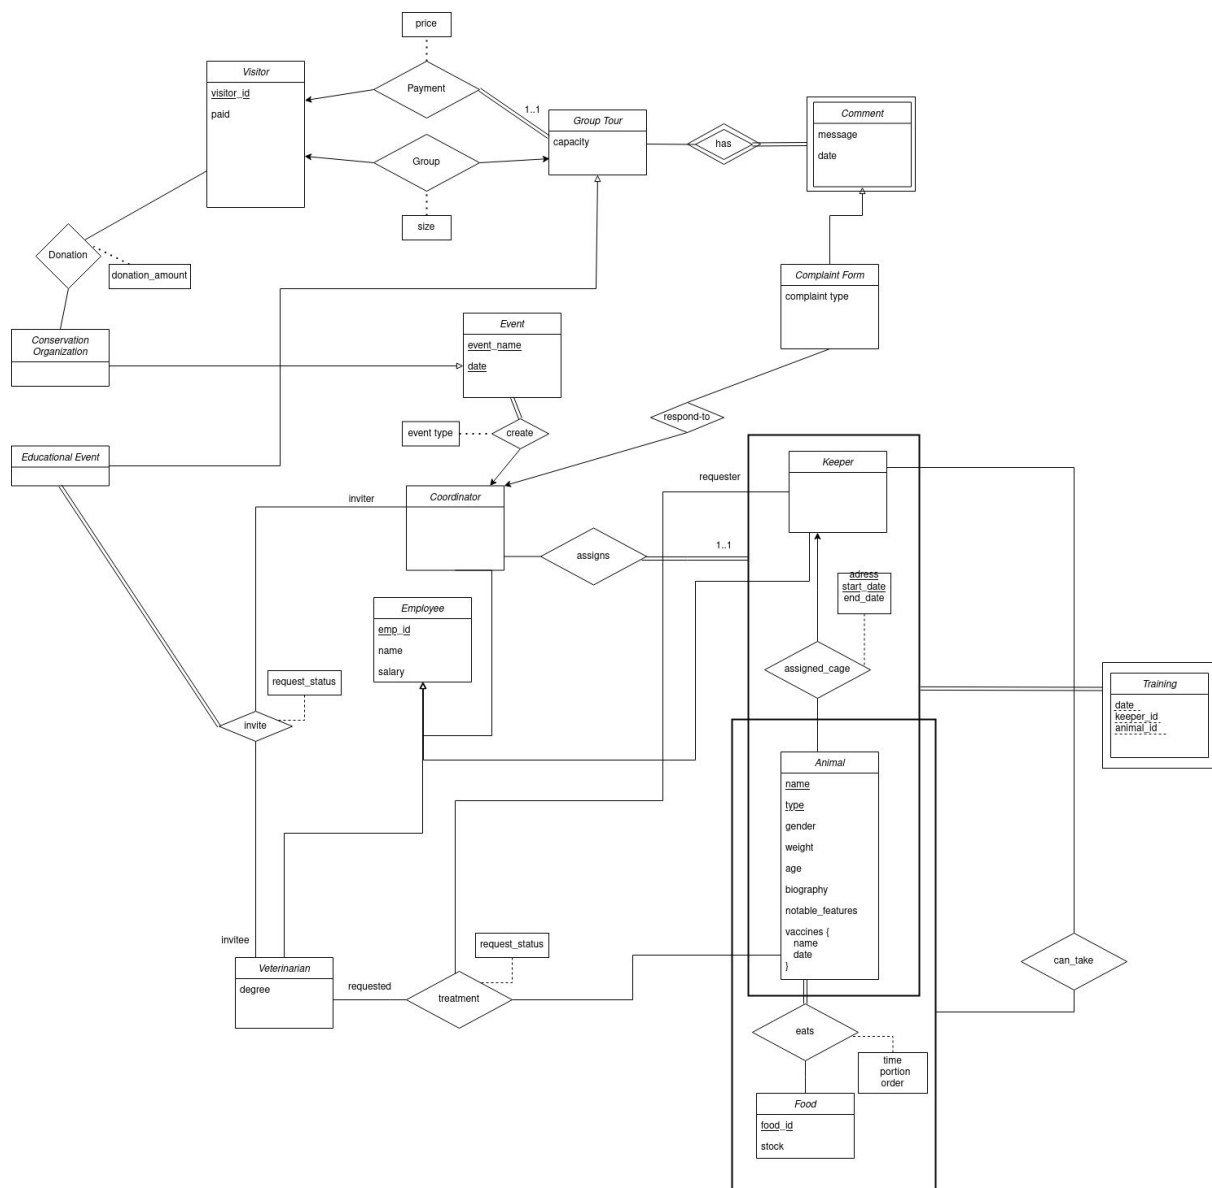 price
Visitor
visitor_id
paid
Payment
1..1
Group Tour
capacity
Comment
message
date
has
Group
size
Donation
donation_amount
Complaint Form
complaint type
Conservation
Organization
Event
event_name
date
event type
create
respond-to
Educational Event
Keeper
requester
inviter
Coordinator
assigns
1..1
adress
start_date
end_date
Employee
emp_id
name
salary
assigned_cage
request_status
invite
Training
date
keeper_id
animal_id
Animal
name
type
gender
weight
age
biography
notable_features
vaccines {
name
date
}
invitee
request_status
can_take
Veterinarian
degree
requested
treatment
eats
time
portion
order
Food
food_id
stock